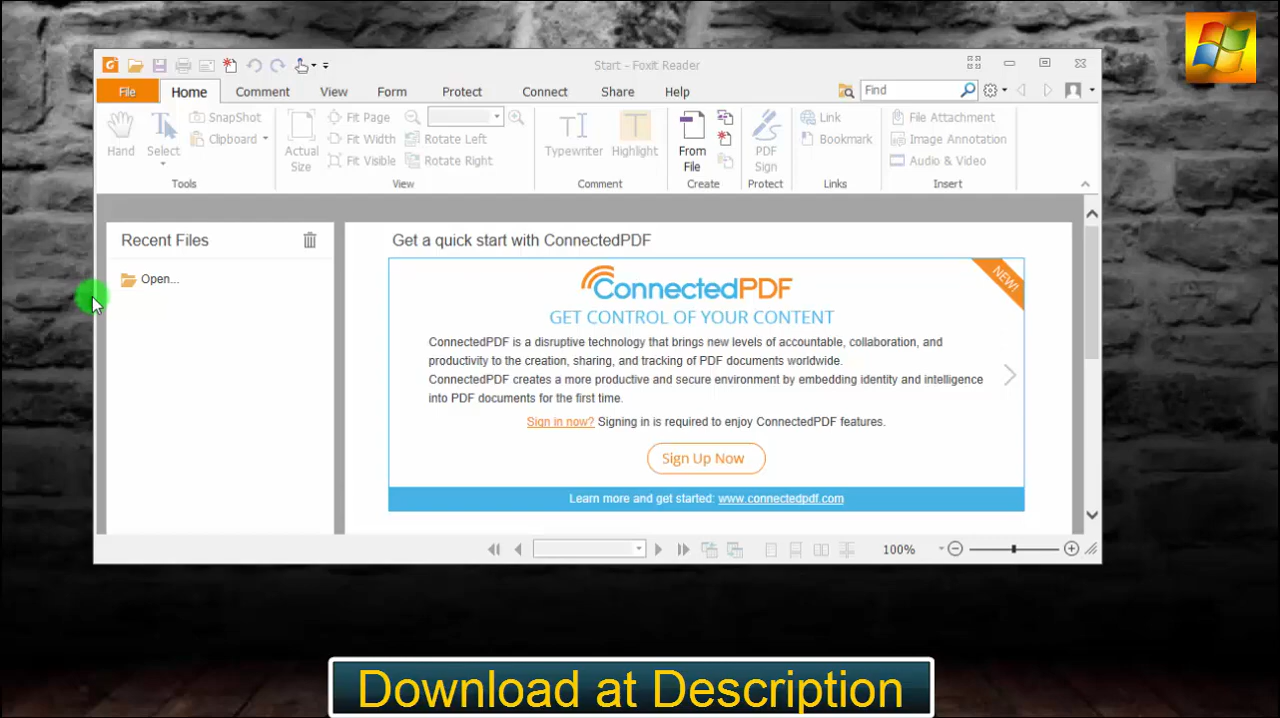 Start - Foxit Reader
File Home Comment View Form Protect Connect Share Help Find
Hand
Select
SnapShot
Clipboard
Tools
Actual Size
Fit Page
Fit Width
Fit Visible
Rotate Left
Rotate Right
View
Typewriter
Highlight
Comment
From File
Create
PDF Sign
Protect
Link
Bookmark
Links
File Attachment
Image Annotation
Audio & Video
Insert
Recent Files
Open...
Get a quick start with ConnectedPDF
NEW!
ConnectedPDF
GET CONTROL OF YOUR CONTENT
ConnectedPDF is a disruptive technology that brings new levels of accountable, collaboration, and
productivity to the creation, sharing, and tracking of PDF documents worldwide.
ConnectedPDF creates a more productive and secure environment by embedding identity and intelligence
into PDF documents for the first time.
Sign in now? Signing in is required to enjoy ConnectedPDF features.
Sign Up Now
Learn more and get started: www.connectedpdf.com
100%
Download at Description